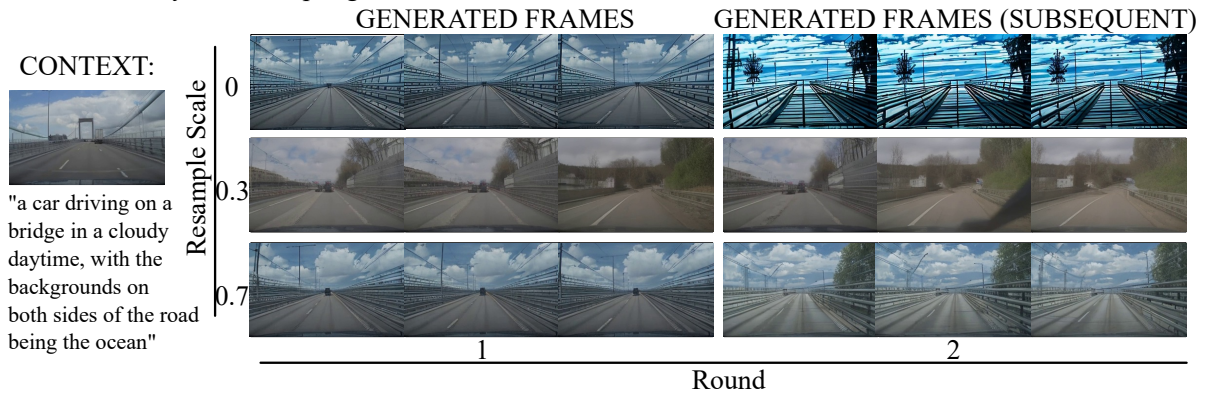 GENERATED FRAMES
GENERATED FRAMES (SUBSEQUENT)
CONTEXT:
"a car driving on a
bridge in a cloudy
daytime, with the
backgrounds on
both sides of the road
being the ocean"
Resample Scale
0
0.3
0.7
1
2
Round